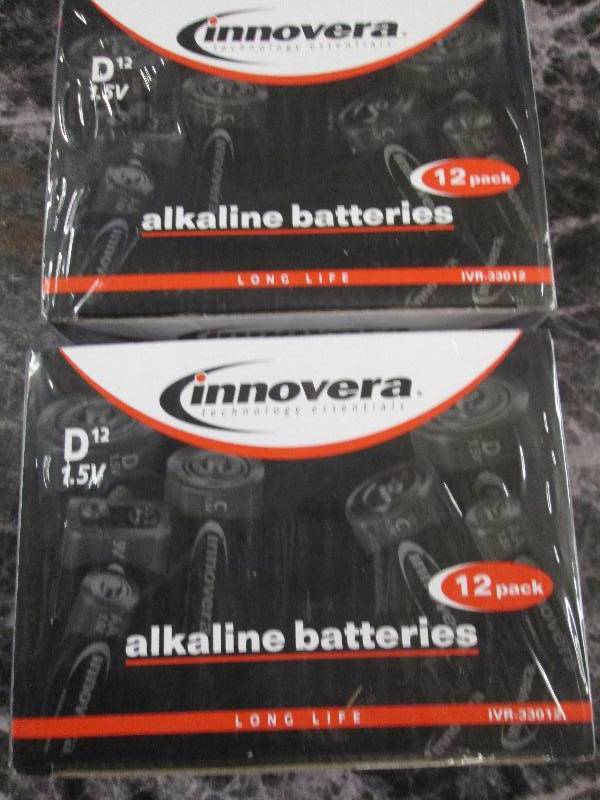 innovera
technology essentials
D12
1.5V
12 pack
alkaline batteries
LONG LIFE
IVR-33012
innovera
technology essentials
D12
1.5V
12 pack
alkaline batteries
LONG LIFE
IVR-33012